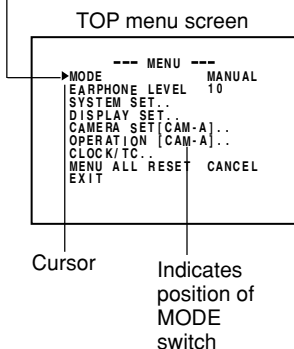 TOP menu screen
--- MENU ---
▶MODE MANUAL
EARPHONE LEVEL 10
SYSTEM SET..
DISPLAY SET..
CAMERA SET[CAM-A]..
OPERATION [CAM-A]..
CLOCK/TC..
MENU ALL RESET CANCEL
EXIT
Cursor
Indicates
position of
MODE
switch